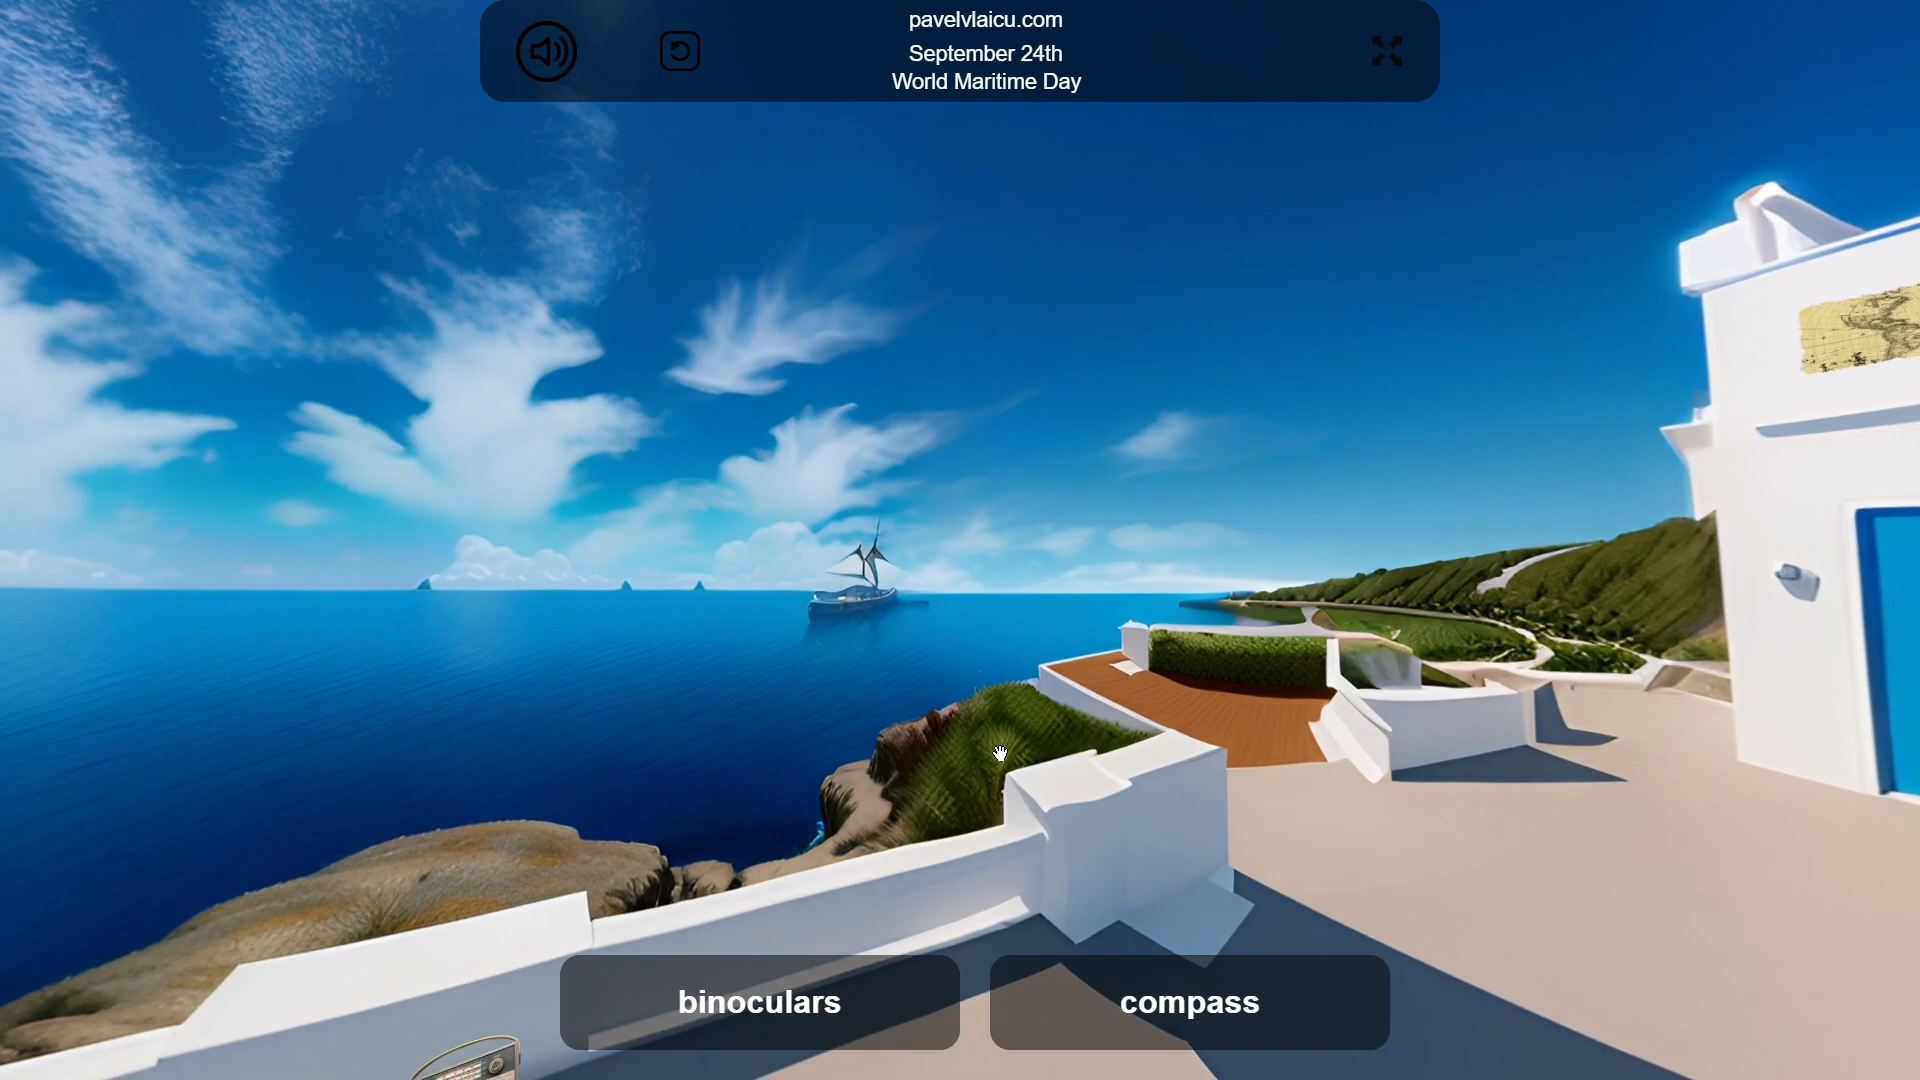 pavelvlaicu.com
September 24th
World Maritime Day
binoculars
compass